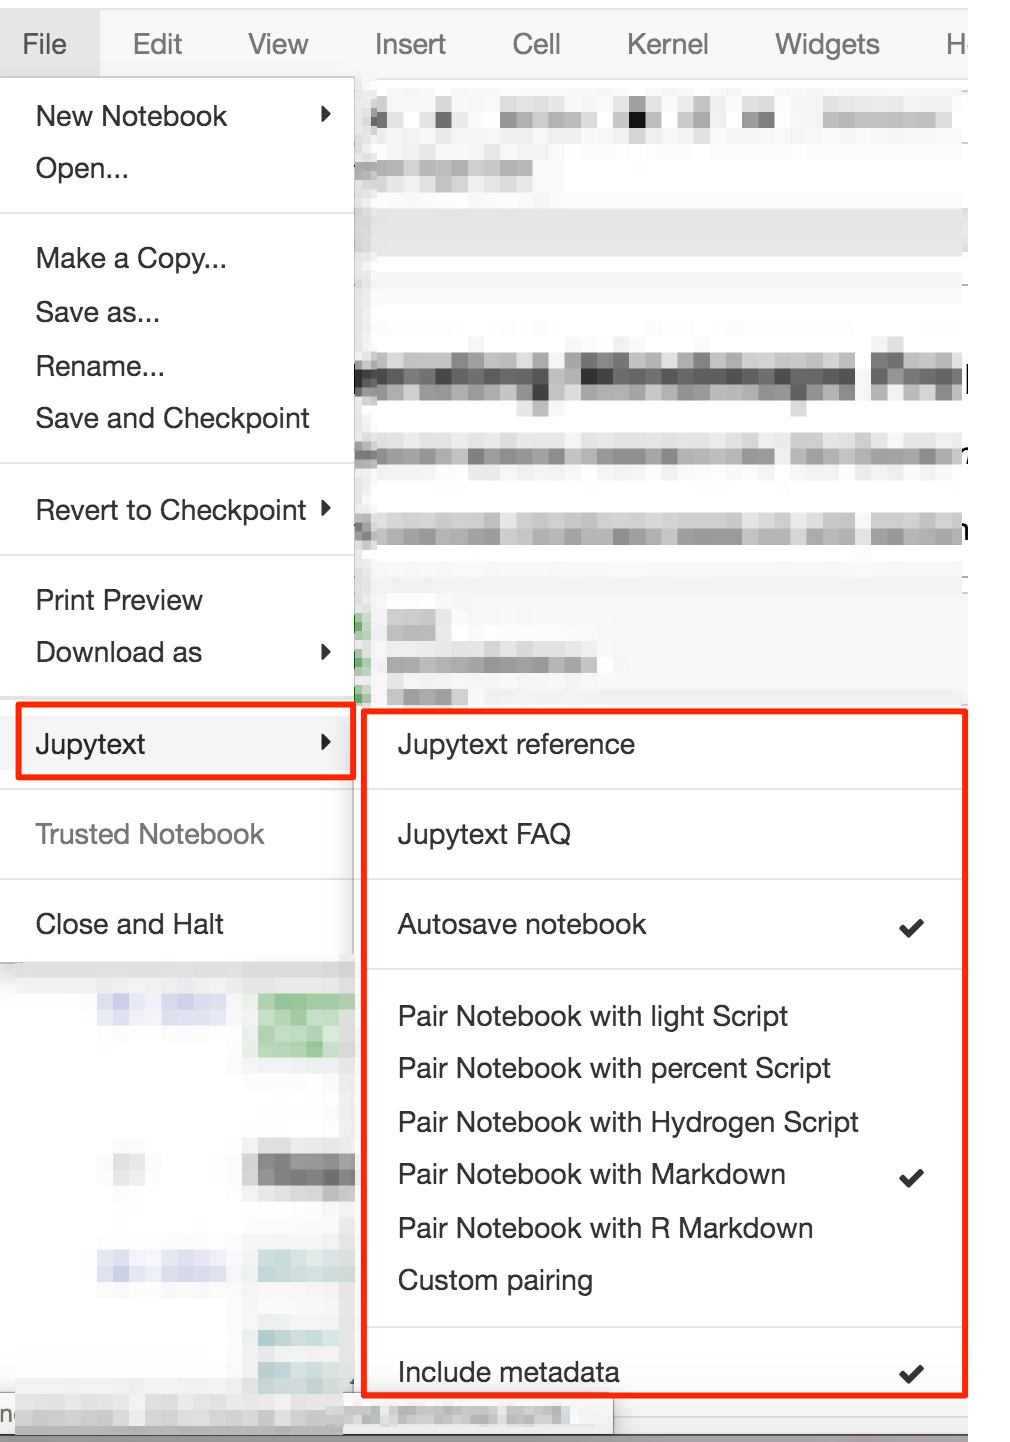 File Edit View Insert Cell Kernel Widgets
New Notebook
Open...
Make a Copy...
Save as...
Rename...
Save and Checkpoint
Revert to Checkpoint
Print Preview
Download as
Jupytext
Trusted Notebook
Close and Halt
Jupytext reference
Jupytext FAQ
Autosave notebook
Pair Notebook with light Script
Pair Notebook with percent Script
Pair Notebook with Hydrogen Script
Pair Notebook with Markdown
Pair Notebook with R Markdown
Custom pairing
Include metadata